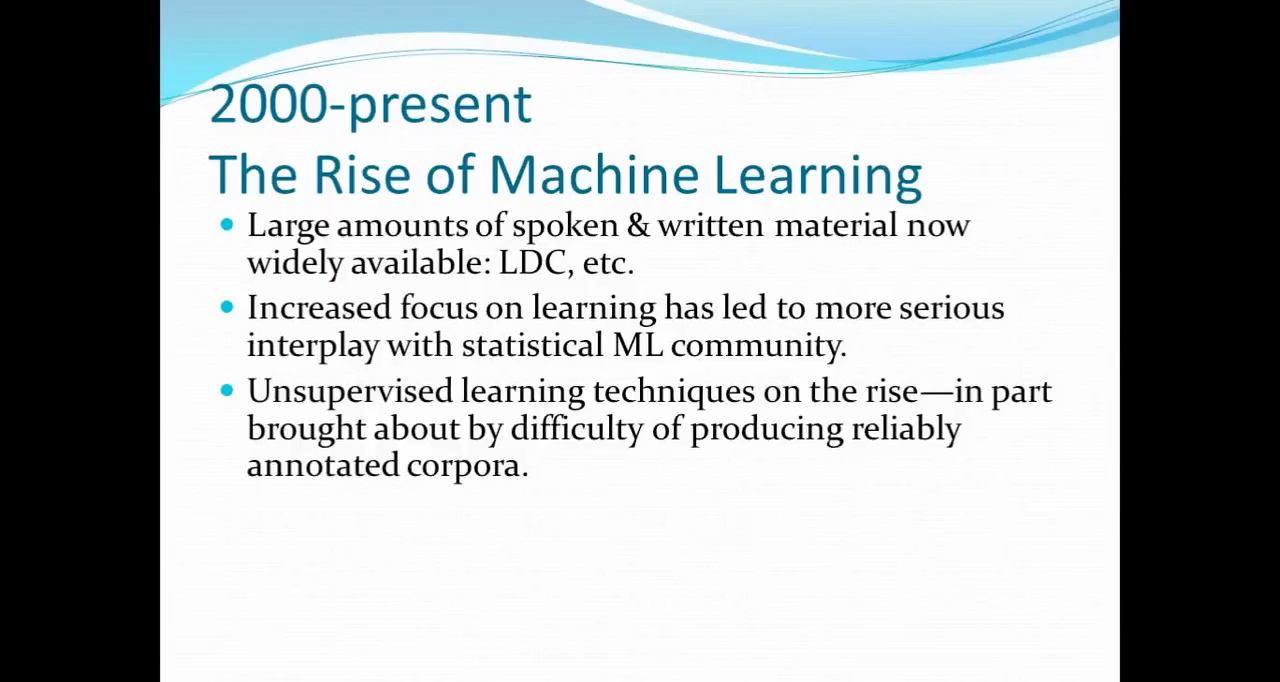 2000-present
The Rise of Machine Learning
• Large amounts of spoken & written material now
widely available: LDC, etc.
• Increased focus on learning has led to more serious
interplay with statistical ML community.
• Unsupervised learning techniques on the rise—in part
brought about by difficulty of producing reliably
annotated corpora.